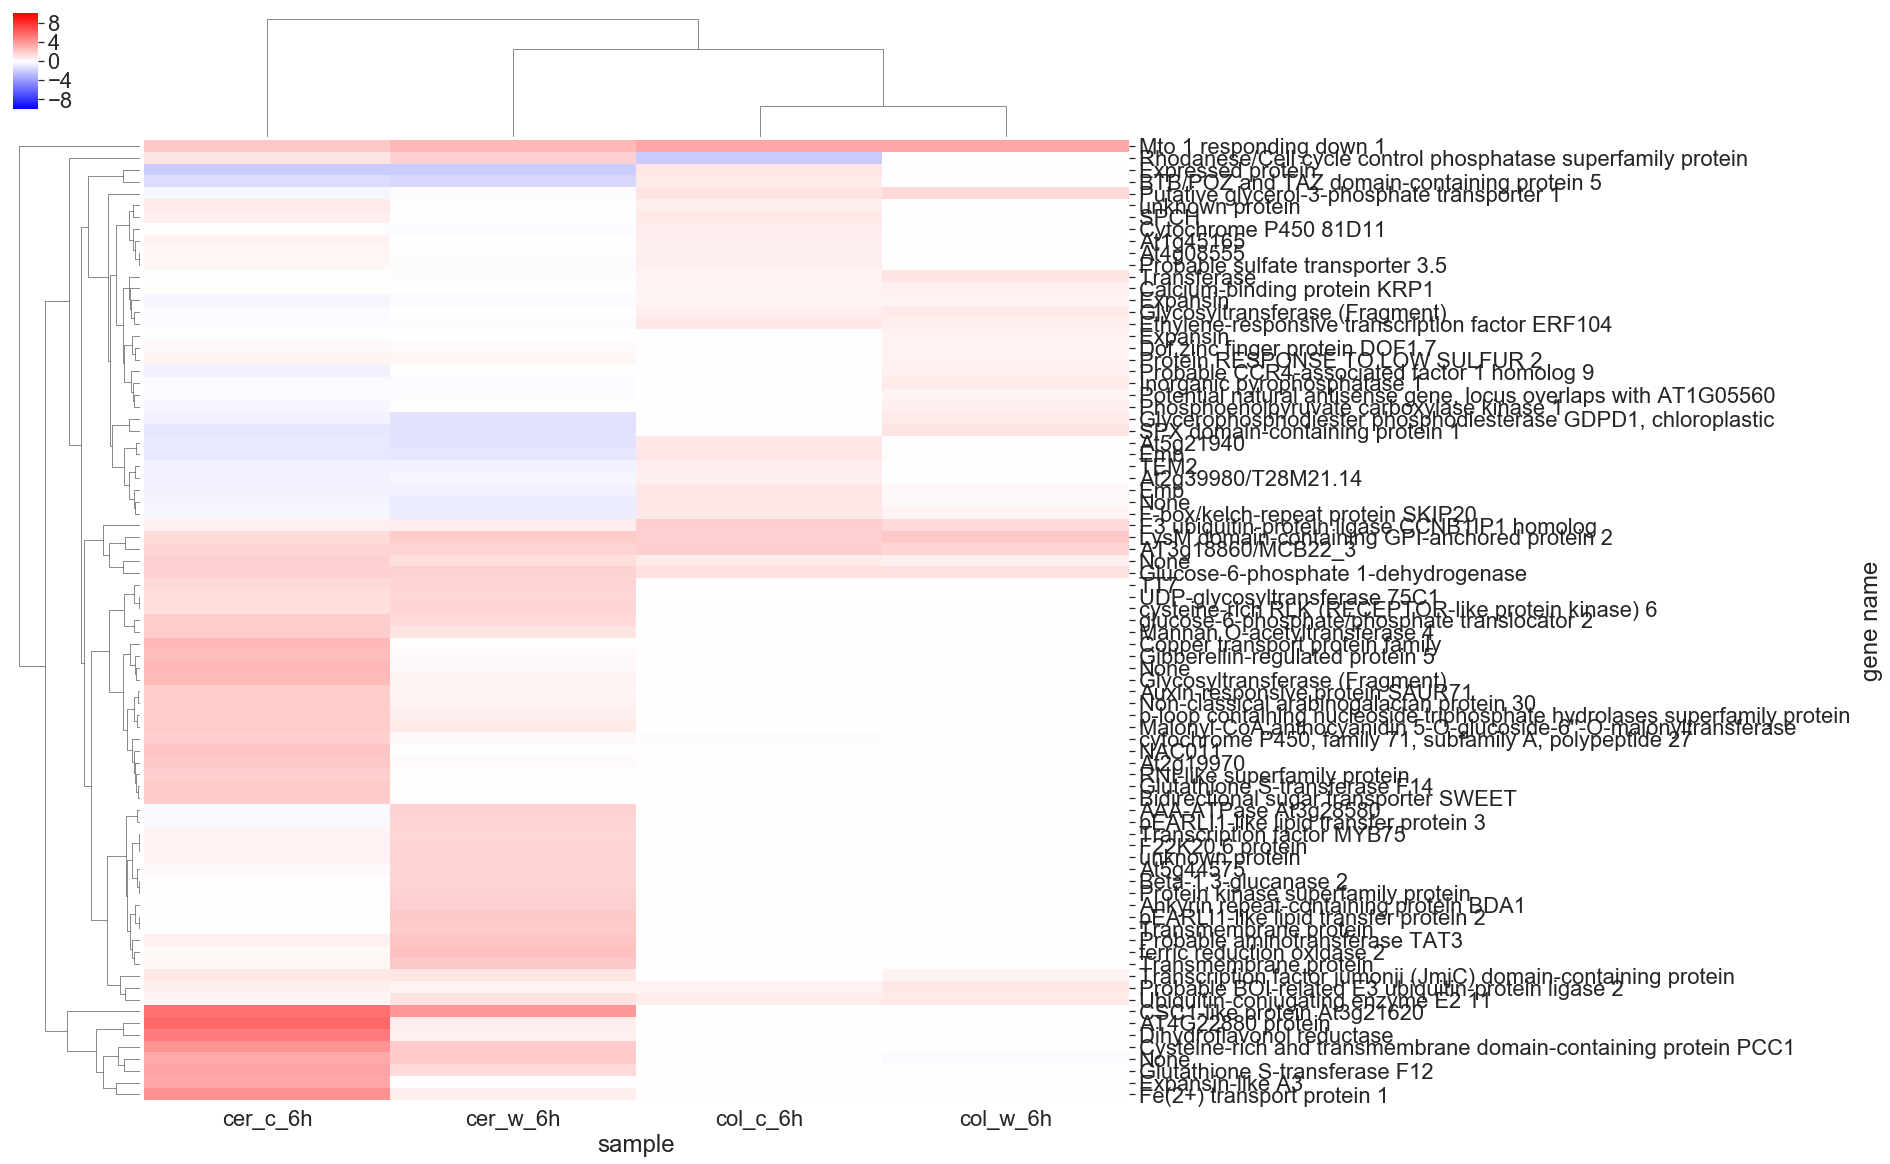 8
4
0
−4
−8
Mto 1 responding down 1
Rhodanese/Cell cycle control phosphatase superfamily protein
Expressed protein
BTB/POZ and TAZ domain-containing protein 5
Putative glycerol-3-phosphate transporter 1
unknown protein
SPCH
Cytochrome P450 81D11
At1g45165
At4g08555
Probable sulfate transporter 3.5
Transferase
Calcium-binding protein KRP1
Expansin
Glycosyltransferase (Fragment)
Ethylene-responsive transcription factor ERF104
Expansin
Dof zinc finger protein DOF1.7
Protein RESPONSE TO LOW SULFUR 2
Probable CCR4-associated factor 1 homolog 9
Inorganic pyrophosphatase 1
Potential natural antisense gene, locus overlaps with AT1G05560
Phosphoenolpyruvate carboxylase kinase 1
Glycerophosphodiester phosphodiesterase GDPD1, chloroplastic
SPX domain-containing protein 1
At5g21940
Emp
TEM2
At2g39980/T28M21.14
Emp
None
F-box/kelch-repeat protein SKIP20
E3 ubiquitin-protein ligase CCNB1IP1 homolog
LysM domain-containing GPI-anchored protein 2
AT3g18860/MCB22_3
None
Glucose-6-phosphate 1-dehydrogenase
TT7
UDP-glycosyltransferase 75C1
cysteine-rich RLK (RECEPTOR-like protein kinase) 6
glucose-6-phosphate/phosphate translocator 2
Mannan O-acetyltransferase 4
Copper transport protein family
Gibberellin-regulated protein 5
None
Glycosyltransferase (Fragment)
Auxin-responsive protein SAUR71
Non-classical arabinogalactan protein 30
p-loop containing nucleoside triphosphate hydrolases superfamily protein
Malonyl-CoA:anthocyanidin 5-O-glucoside-6"-O-malonyltransferase
cytochrome P450, family 71, subfamily A, polypeptide 27
NAC011
At2g19970
RNI-like superfamily protein
Glutathione S-transferase F14
Bidirectional sugar transporter SWEET
AAA-ATPase At3g28580
pEARLI1-like lipid transfer protein 3
Transcription factor MYB75
F22K20.6 protein
unknown protein
At5g44575
Beta-1,3-glucanase 2
Protein kinase superfamily protein
Ankyrin repeat-containing protein BDA1
pEARLI1-like lipid transfer protein 2
Transmembrane protein
Probable aminotransferase TAT3
ferric reduction oxidase 2
Transmembrane protein
Transcription factor jumonji (JmjC) domain-containing protein
Probable BOI-related E3 ubiquitin-protein ligase 2
Ubiquitin-conjugating enzyme E2 11
CSC1-like protein At3g21620
AT4G22880 protein
Dihydroflavonol reductase
Cysteine-rich and transmembrane domain-containing protein PCC1
None
Glutathione S-transferase F12
Expansin-like A3
Fe(2+) transport protein 1
gene name
cer_c_6h
cer_w_6h
col_c_6h
col_w_6h
sample